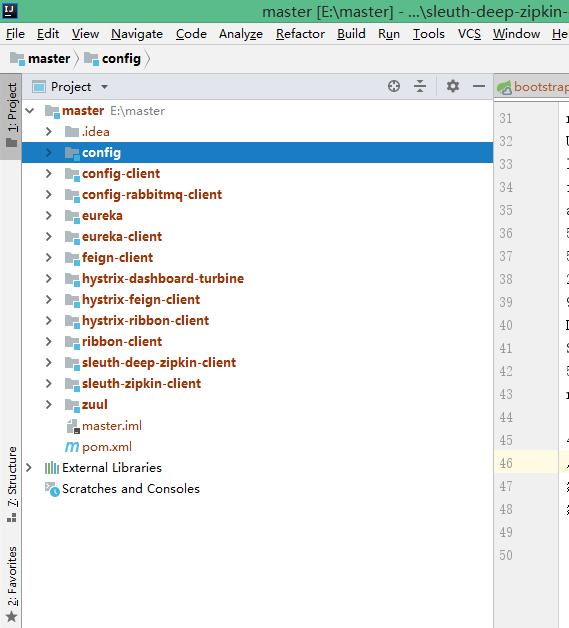 master [E:\master] - ...\sleuth-deep-zipkin-
File Edit View Navigate Code Analyze Refactor Build Run Tools VCS Window He
master config
1: Project
Project
bootstrap
master E:\master
.idea
config
config-client
config-rabbitmq-client
eureka
eureka-client
feign-client
hystrix-dashboard-turbine
hystrix-feign-client
hystrix-ribbon-client
ribbon-client
sleuth-deep-zipkin-client
sleuth-zipkin-client
zuul
master.iml
pom.xml
External Libraries
Scratches and Consoles
7: Structure
2: Favorites
31
32
33
34
35
36
37
38
39
40
41
42
43
44
45
46
47
48
49
50